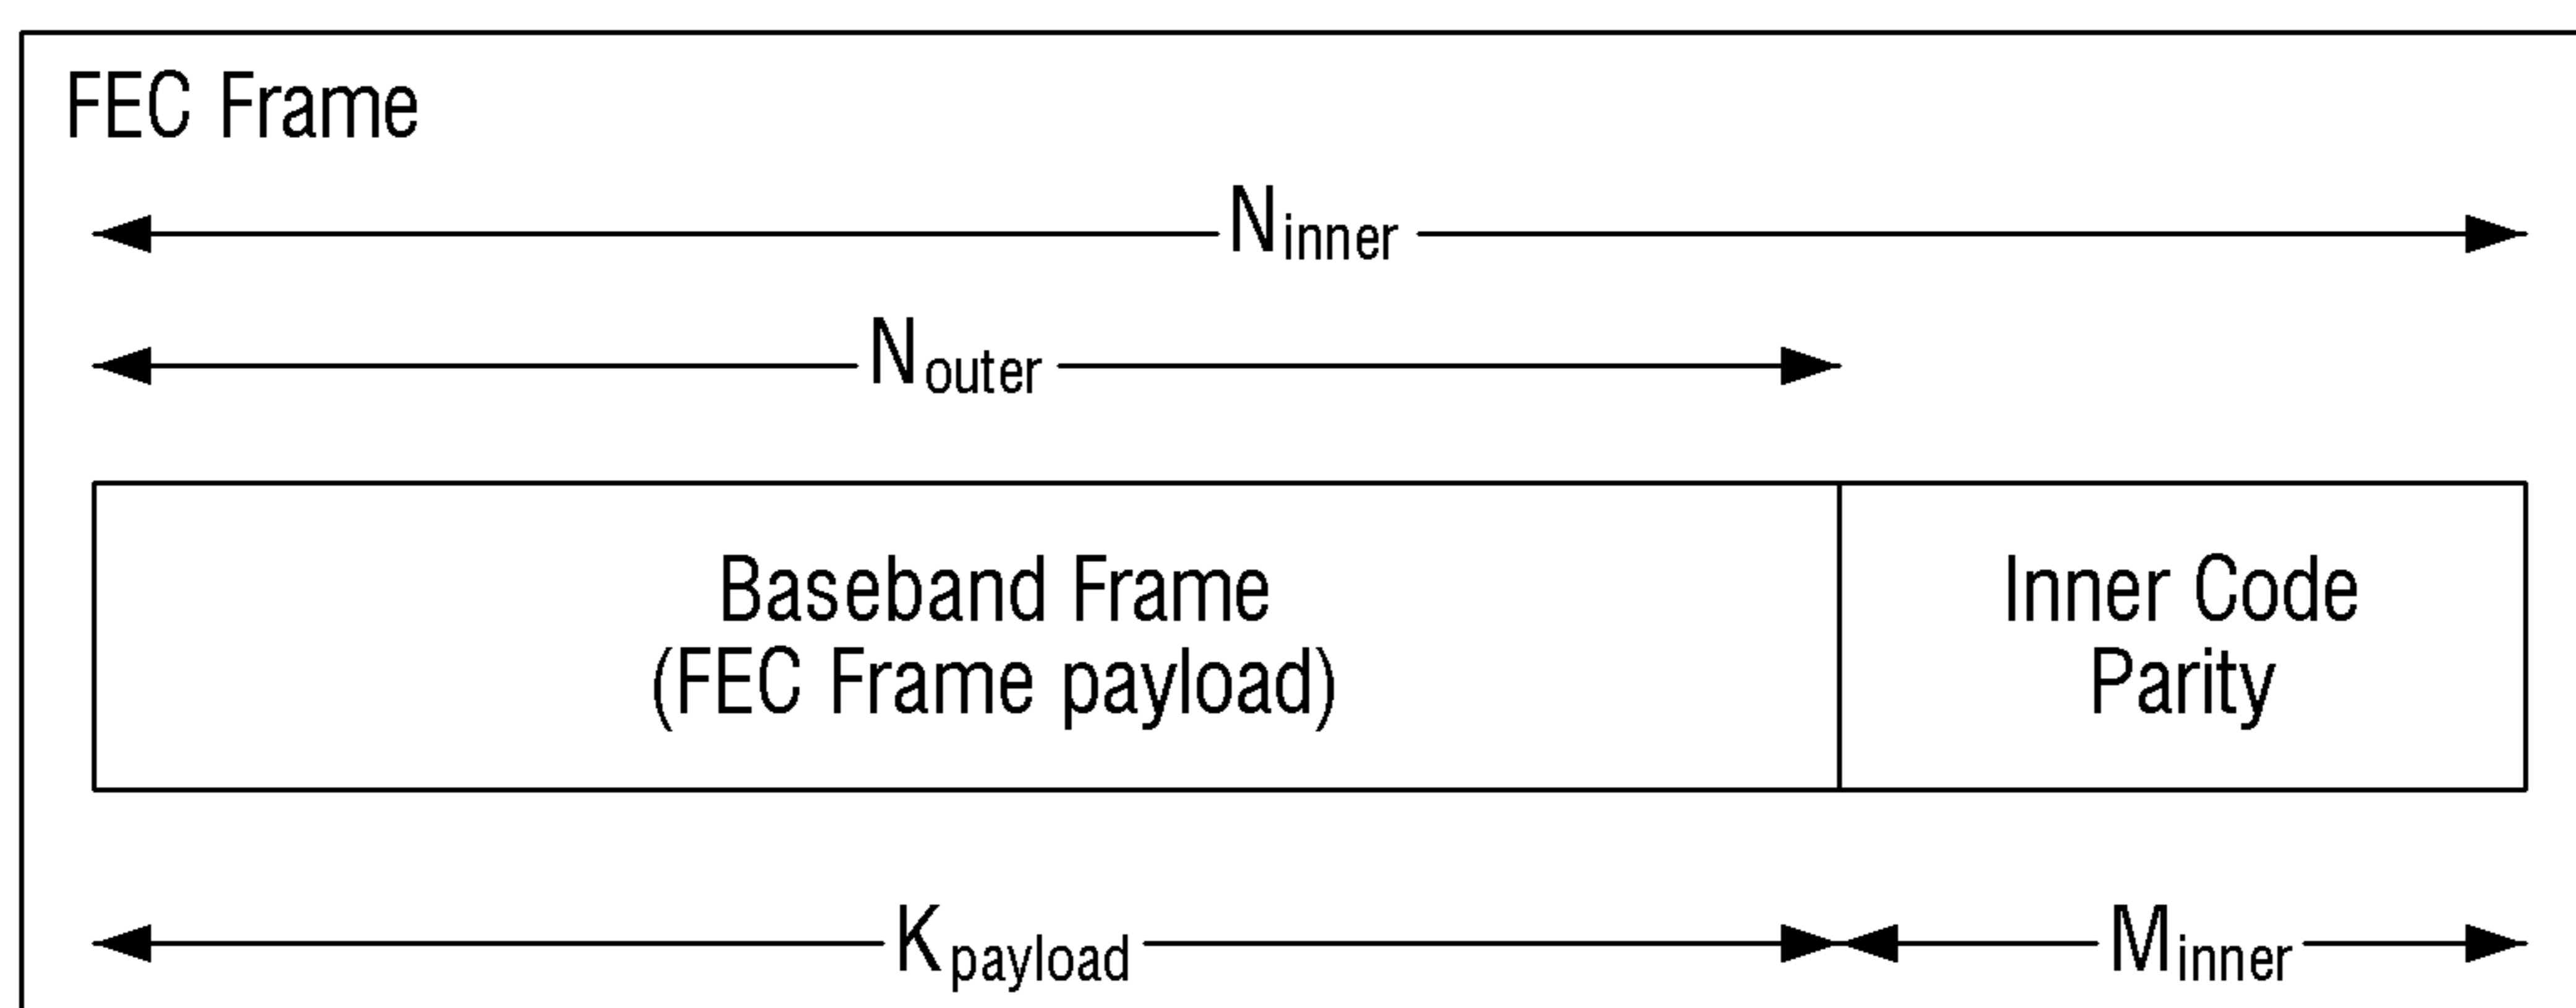 FEC Frame
Ninner
Nouter
Baseband Frame
(FEC Frame payload)
Inner Code
Parity
Kpayload
Minner